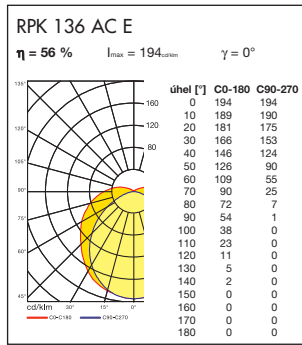 RPK 136 AC E
η = 56 % Imax = 194cd/klm γ = 0°
135°
120°
105°
90°
75°
60°
45°
160
120
80
cd/klm 30° 15° 0°
C0-C180 C90-C270
úhel [°] C0-180 C90-270
0 194 194
10 189 190
20 181 175
30 166 153
40 146 124
50 126 90
60 109 55
70 90 25
80 72 7
90 54 1
100 38 0
110 23 0
120 11 0
130 5 0
140 2 0
150 0 0
160 0 0
170 0 0
180 0 0